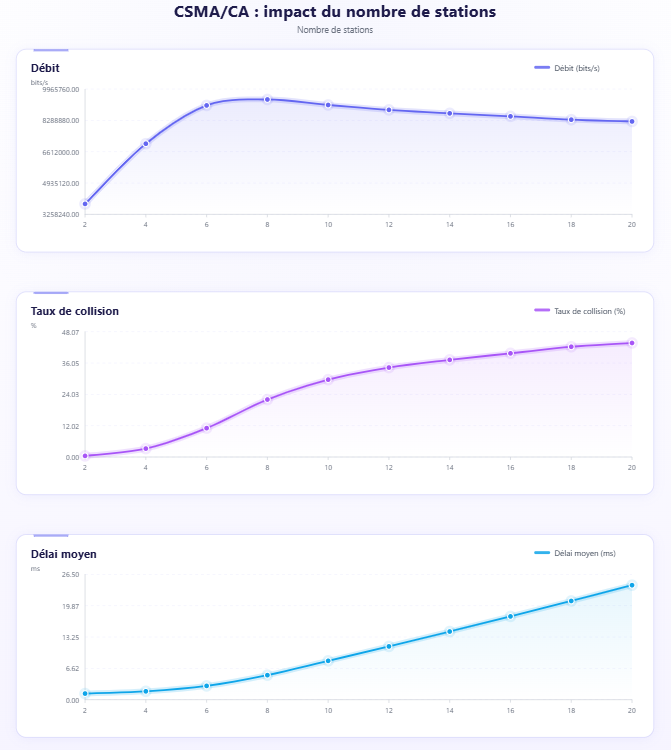 CSMA/CA : impact du nombre de stations
Nombre de stations
Débit
Débit (bits/s)
bits/s
9965760.00
8288880.00
6612000.00
4935120.00
3258240.00
2 4 6 8 10 12 14 16 18 20
Taux de collision
Taux de collision (%)
%
48.07
36.05
24.03
12.02
0.00
2 4 6 8 10 12 14 16 18 20
Délai moyen
Délai moyen (ms)
ms
26.50
19.87
13.25
6.62
0.00
2 4 6 8 10 12 14 16 18 20